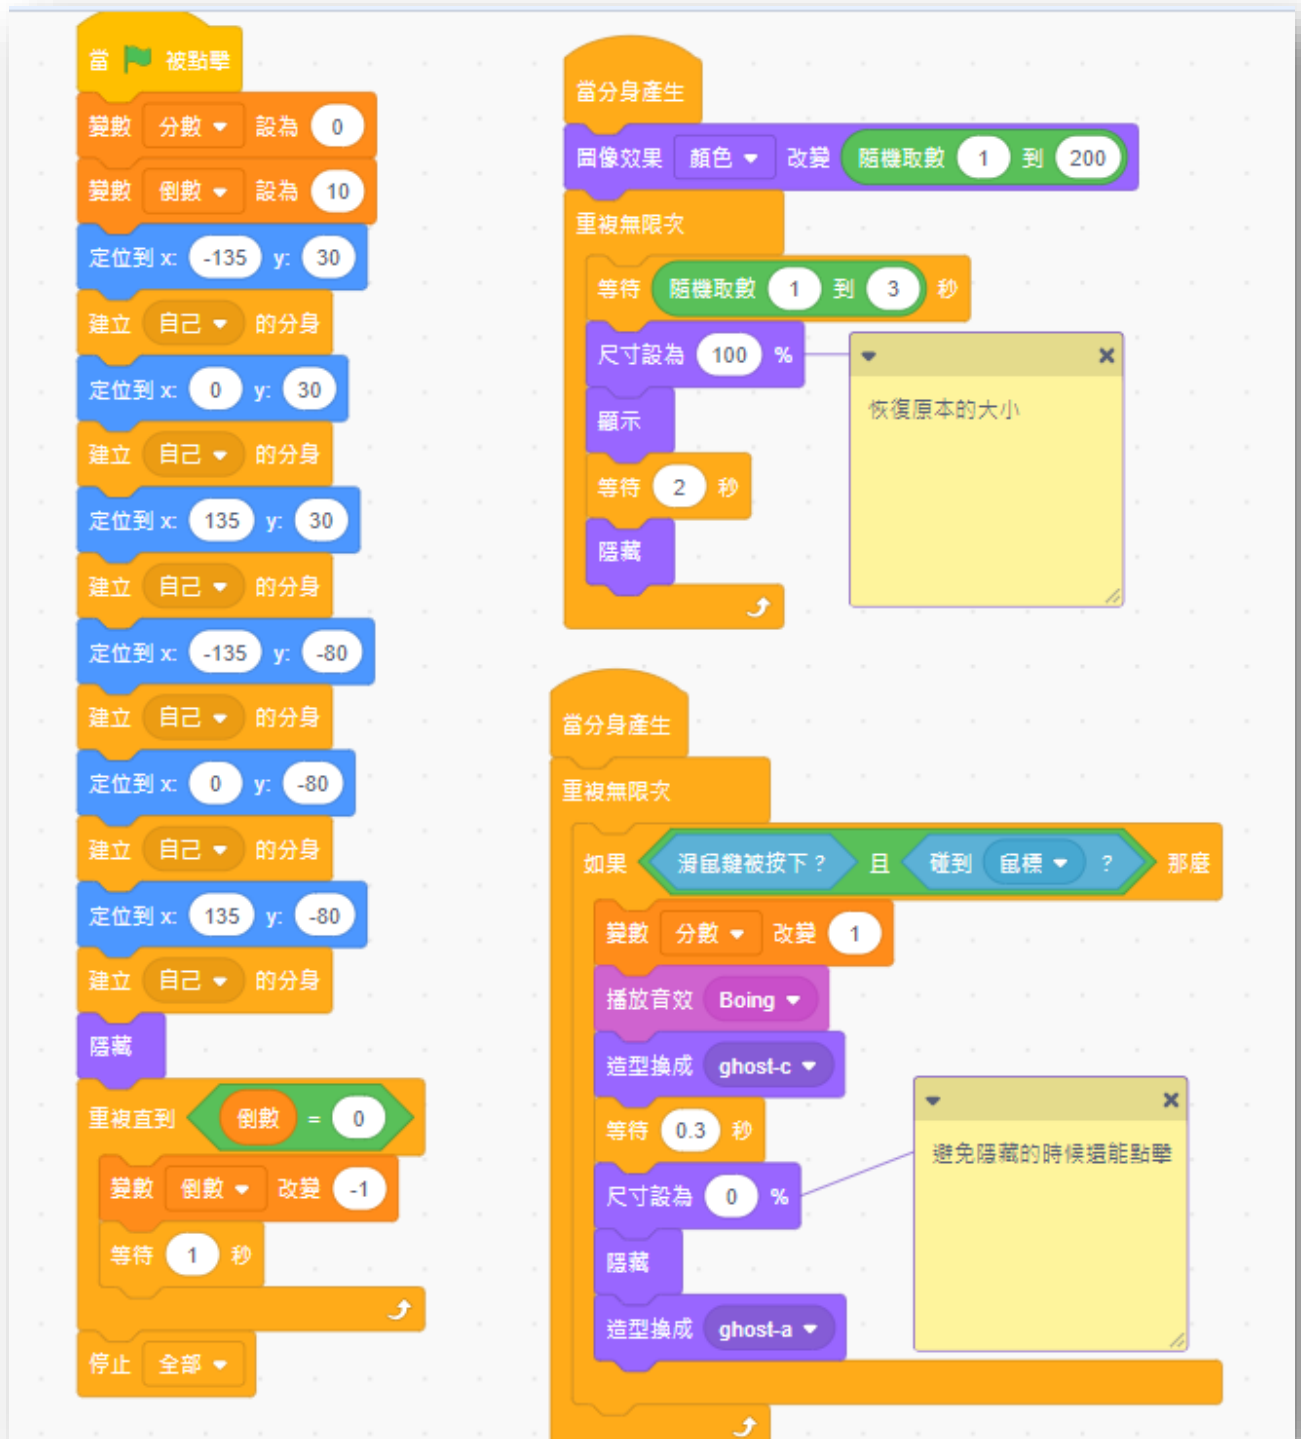 當 被點擊
變數 分數 設為 0
變數 倒數 設為 10
定位到 x: -135 y: 30
建立 自己 的分身
定位到 x: 0 y: 30
建立 自己 的分身
定位到 x: 135 y: 30
建立 自己 的分身
定位到 x: -135 y: -80
建立 自己 的分身
定位到 x: 0 y: -80
建立 自己 的分身
定位到 x: 135 y: -80
建立 自己 的分身
隱藏
重複直到 倒數 = 0
變數 倒數 改變 -1
等待 1 秒
停止 全部
當分身產生
圖像效果 顏色 改變 隨機取數 1 到 200
重複無限次
等待 隨機取數 1 到 3 秒
尺寸設為 100 %
顯示
等待 2 秒
隱藏
恢復原本的大小
當分身產生
重複無限次
如果 滑鼠鍵被按下? 且 碰到 鼠標 ? 那麼
變數 分數 改變 1
播放音效 Boing
造型換成 ghost-c
等待 0.3 秒
尺寸設為 0 %
隱藏
造型換成 ghost-a
避免隱藏的時候還能點擊